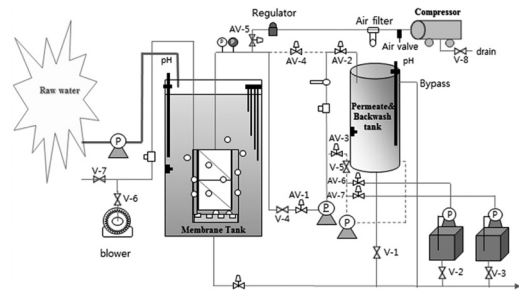 Compressor
Regulator
Air filter
AV-5
P
P
AV-4
AV-2
Air valve
V-8
drain
pH
pH
Bypass
Raw water
Permeate&
Backwash
tank
P
AV-3
V-5
V-7
AV-6
AV-7
V-6
AV-1
V-4
P
P
P
P
Membrane Tank
blower
V-1
V-2
V-3